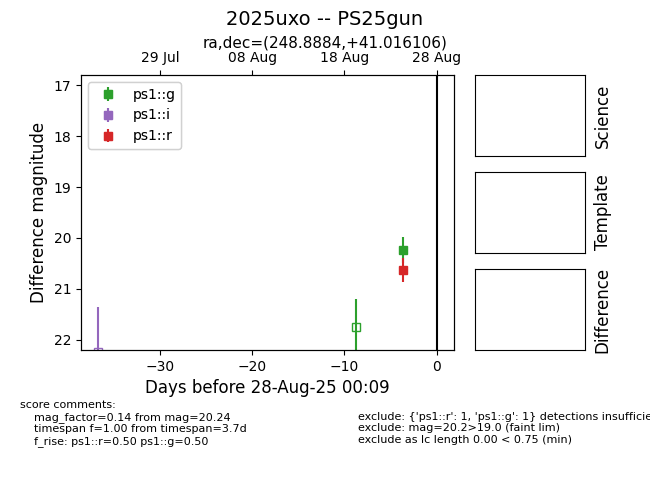 2025uxo -- PS25gun
ra,dec=(248.8884,+41.016106)
29 Jul 08 Aug 18 Aug 28 Aug
ps1::g
ps1::i
ps1::r
17
18
19
20
21
22
Difference magnitude
−30 −20 −10 0
Days before 28-Aug-25 00:09
Science
Template
Difference
score comments:
mag_factor=0.14 from mag=20.24
timespan f=1.00 from timespan=3.7d
f_rise: ps1::r=0.50 ps1::g=0.50
exclude: {'ps1::r': 1, 'ps1::g': 1} detections
exclude: mag=20.2>19.0 (faint lim)
exclude as lc length 0.00 < 0.75 (min)